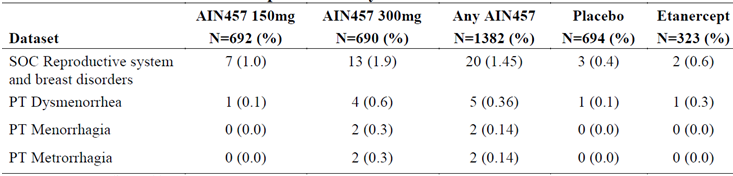 AIN457 150mg AIN457 300mg Any AIN457 Placebo Etanercept
Dataset N=692 (%) N=690 (%) N=1382 (%) N=694 (%) N=323 (%)
SOC Reproductive system 7 (1.0) 13 (1.9) 20 (1.45) 3 (0.4) 2 (0.6)
and breast disorders
PT Dysmenorrhea 1 (0.1) 4 (0.6) 5 (0.36) 1 (0.1) 1 (0.3)
PT Menorrhagia 0 (0.0) 2 (0.3) 2 (0.14) 0 (0.0) 0 (0.0)
PT Metrorrhagia 0 (0.0) 2 (0.3) 2 (0.14) 0 (0.0) 0 (0.0)